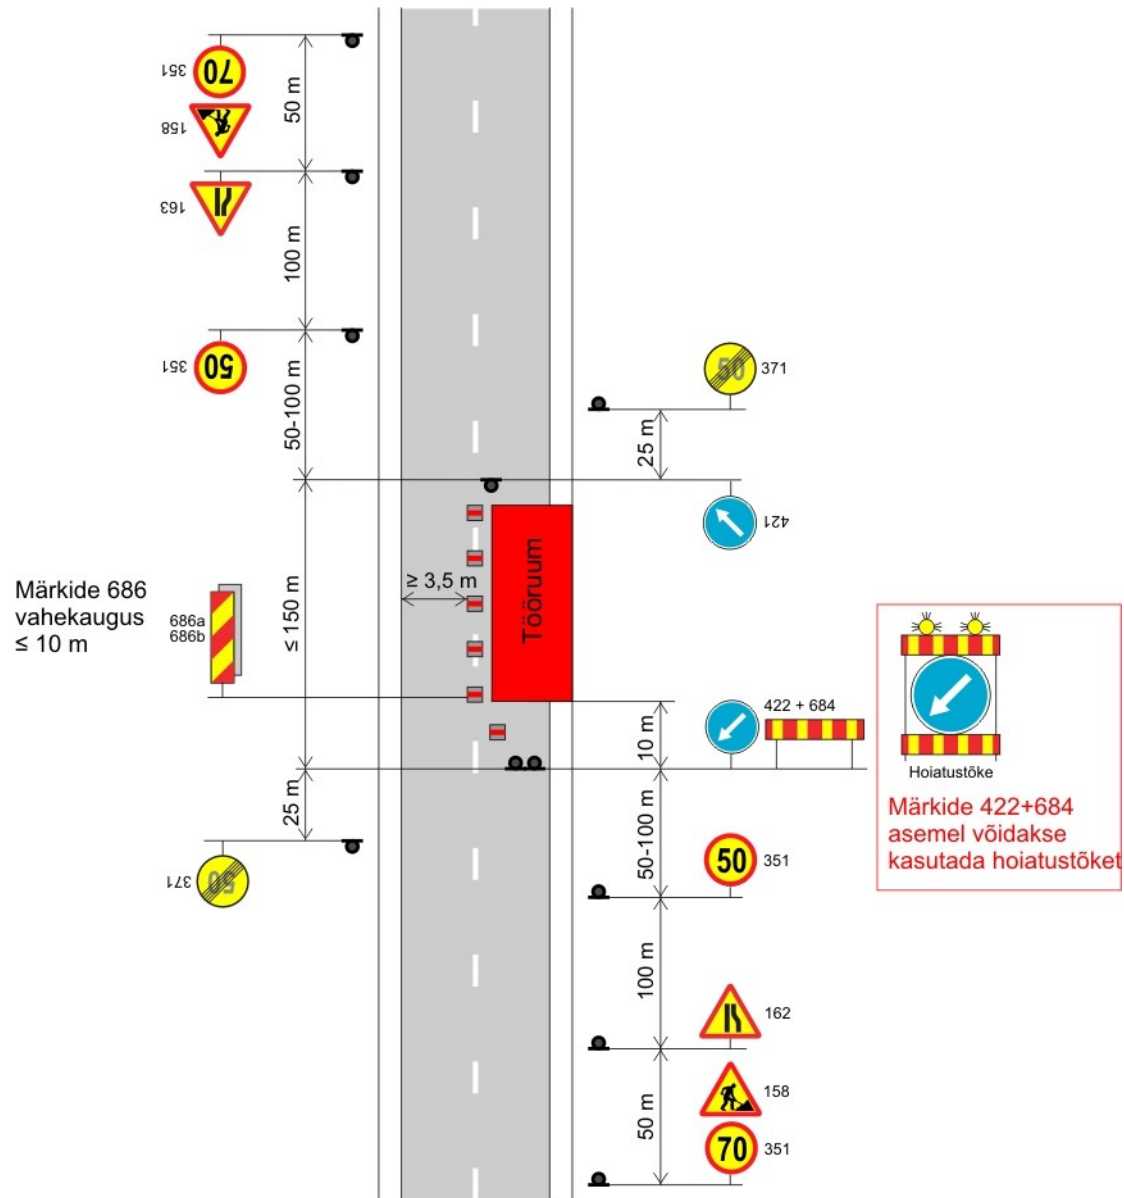 70
351
50 m
158
163
100 m
50
351
50-100 m
50
371
25 m
421
Tööruum
≥ 3,5 m
≤ 150 m
Märkide 686
vahekaugus
≤ 10 m
686a
686b
422 + 684
10 m
Hoiatustõke
Märkide 422+684
asemel võidakse
kasutada hoiatustõket
25 m
50
371
50-100 m
50
351
100 m
162
158
50 m
70
351